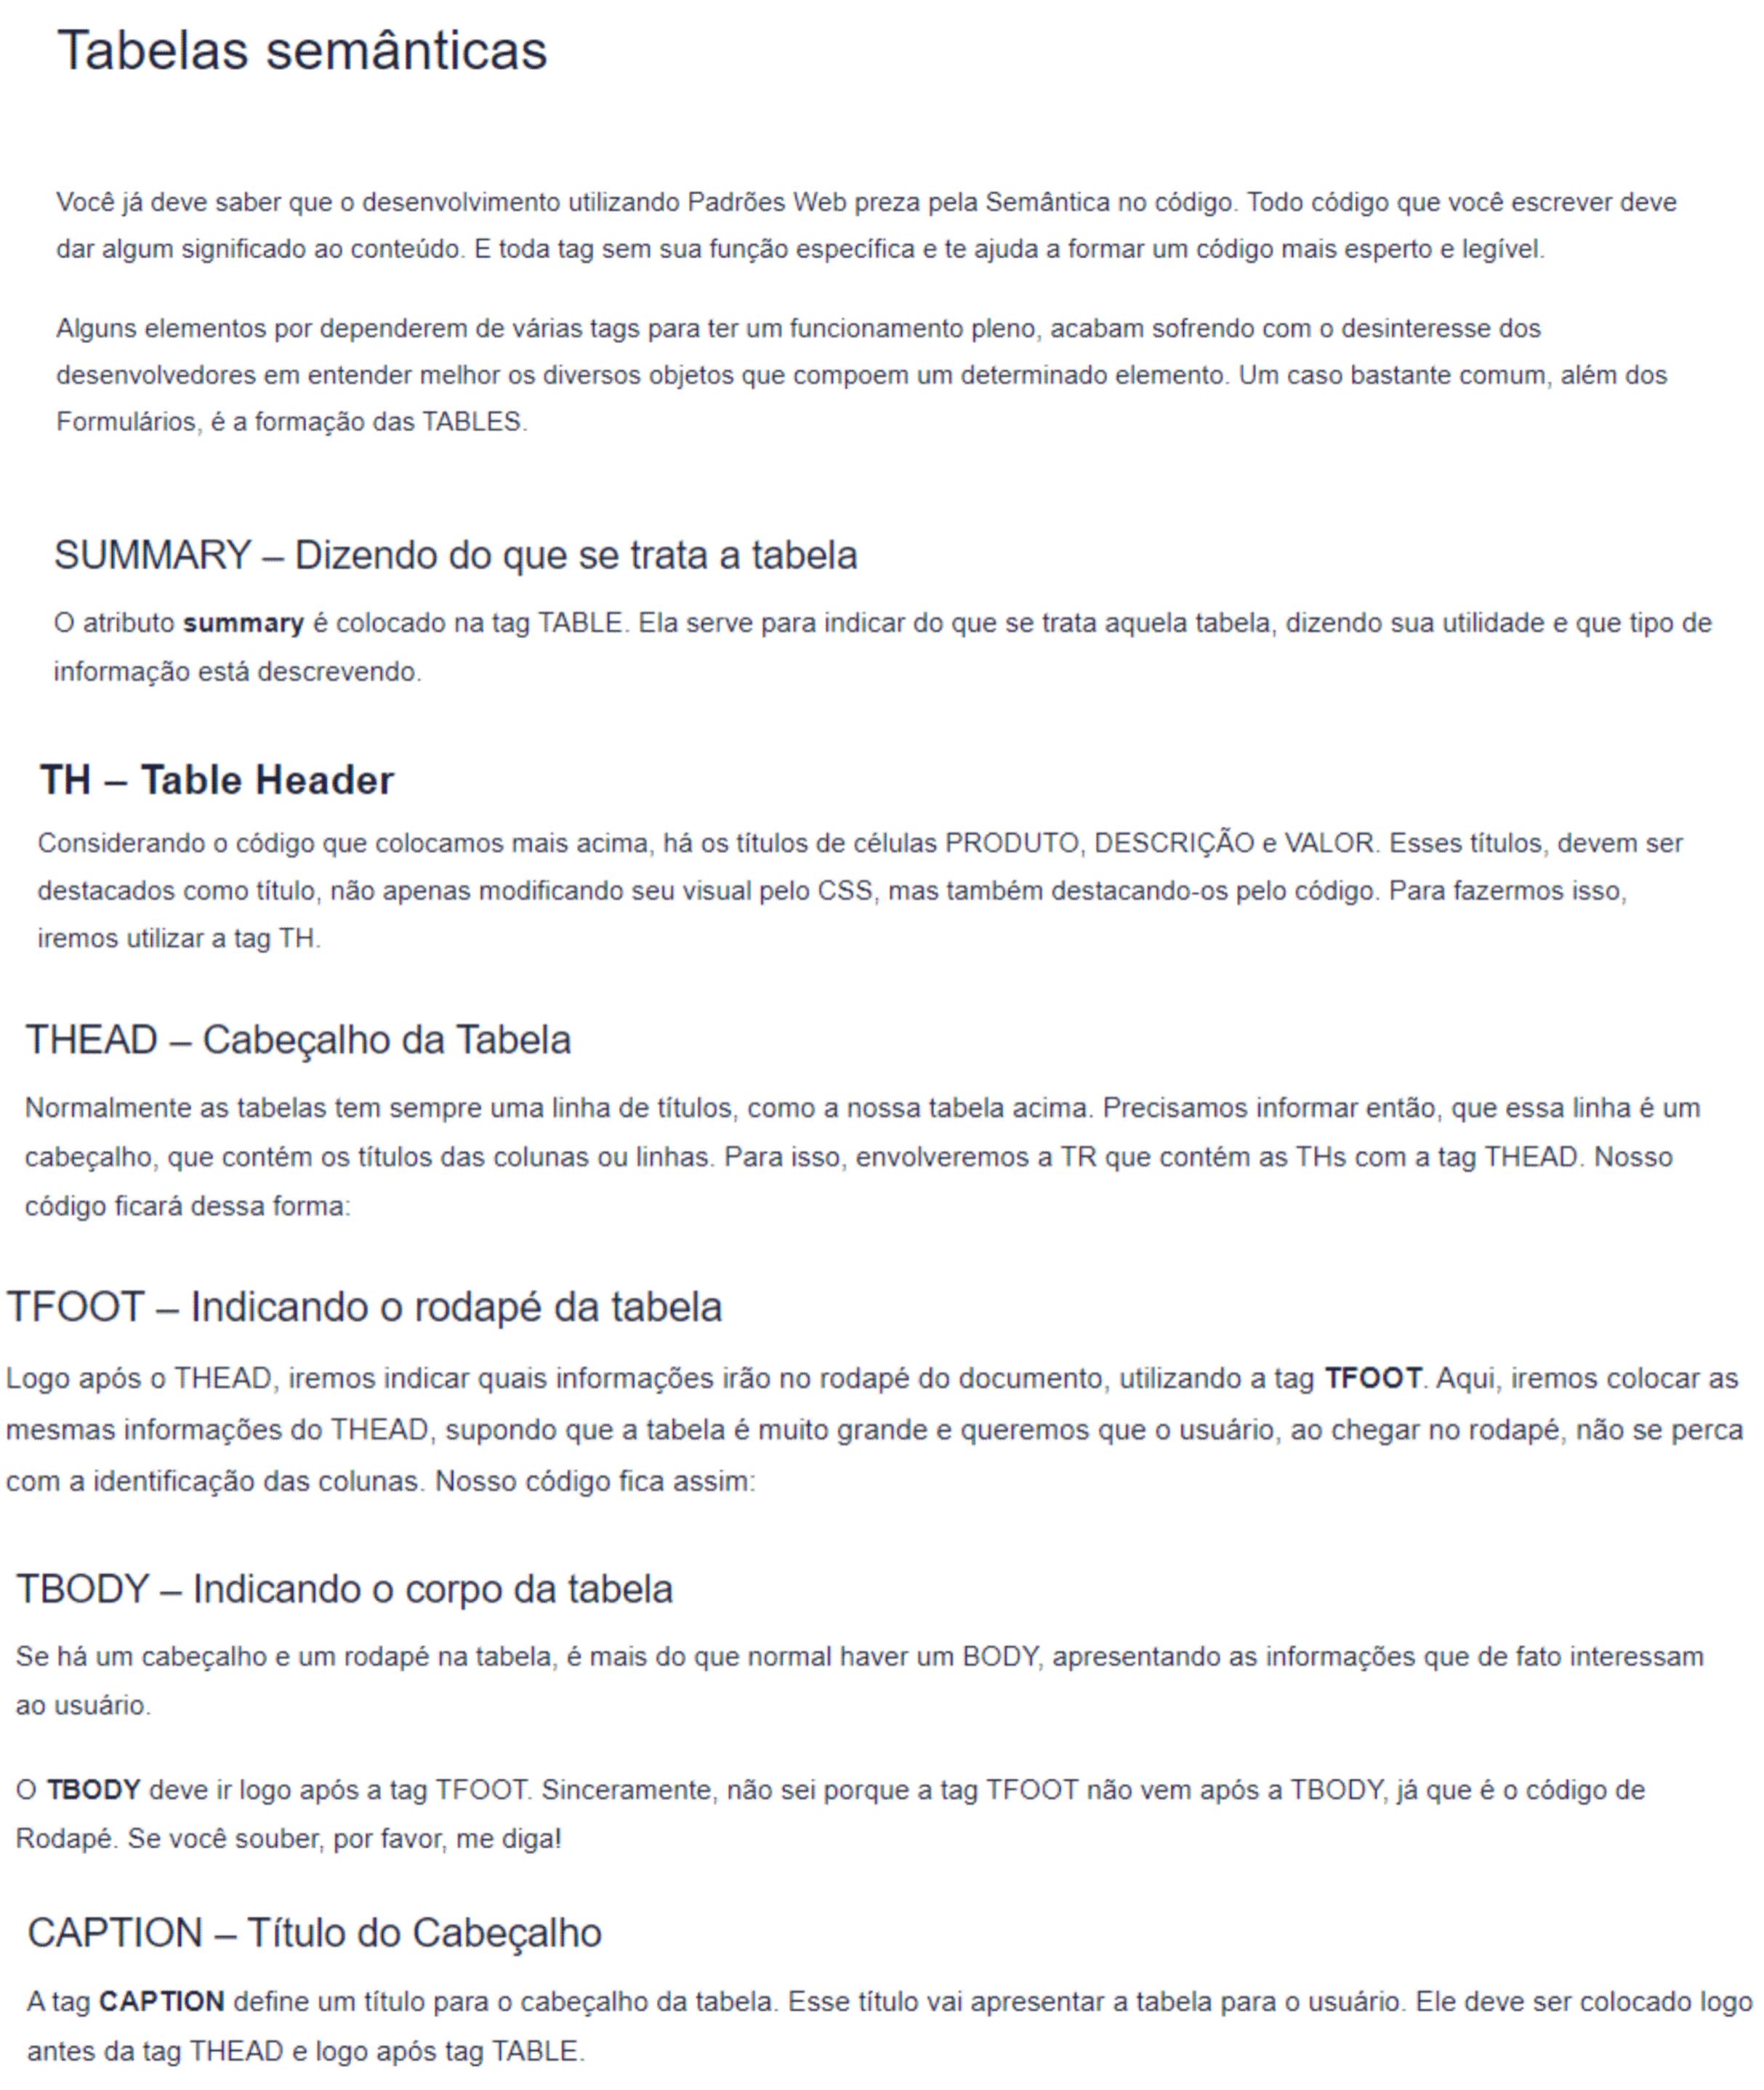 Tabelas semânticas
Você já deve saber que o desenvolvimento utilizando Padrões Web preza pela Semântica no código. Todo código que você escrever deve
dar algum significado ao conteúdo. E toda tag sem sua função específica e te ajuda a formar um código mais esperto e legível.
Alguns elementos por dependerem de várias tags para ter um funcionamento pleno, acabam sofrendo com o desinteresse dos
desenvolvedores em entender melhor os diversos objetos que compoem um determinado elemento. Um caso bastante comum, além dos
Formulários, é a formação das TABLES.
SUMMARY – Dizendo do que se trata a tabela
O atributo summary é colocado na tag TABLE. Ela serve para indicar do que se trata aquela tabela, dizendo sua utilidade e que tipo de
informação está descrevendo.
TH – Table Header
Considerando o código que colocamos mais acima, há os títulos de células PRODUTO, DESCRIÇÃO e VALOR. Esses títulos, devem ser
destacados como título, não apenas modificando seu visual pelo CSS, mas também destacando-os pelo código. Para fazermos isso,
iremos utilizar a tag TH.
THEAD – Cabeçalho da Tabela
Normalmente as tabelas tem sempre uma linha de títulos, como a nossa tabela acima. Precisamos informar então, que essa linha é um
cabeçalho, que contém os títulos das colunas ou linhas. Para isso, envolveremos a TR que contém as THs com a tag THEAD. Nosso
código ficará dessa forma:
TFOOT – Indicando o rodapé da tabela
Logo após o THEAD, iremos indicar quais informações irão no rodapé do documento, utilizando a tag TFOOT. Aqui, iremos colocar as
mesmas informações do THEAD, supondo que a tabela é muito grande e queremos que o usuário, ao chegar no rodapé, não se perca
com a identificação das colunas. Nosso código fica assim:
TBODY – Indicando o corpo da tabela
Se há um cabeçalho e um rodapé na tabela, é mais do que normal haver um BODY, apresentando as informações que de fato interessam
ao usuário.
O TBODY deve ir logo após a tag TFOOT. Sinceramente, não sei porque a tag TFOOT não vem após a TBODY, já que é o código de
Rodapé. Se você souber, por favor, me diga!
CAPTION – Título do Cabeçalho
A tag CAPTION define um título para o cabeçalho da tabela. Esse título vai apresentar a tabela para o usuário. Ele deve ser colocado logo
antes da tag THEAD e logo após tag TABLE.